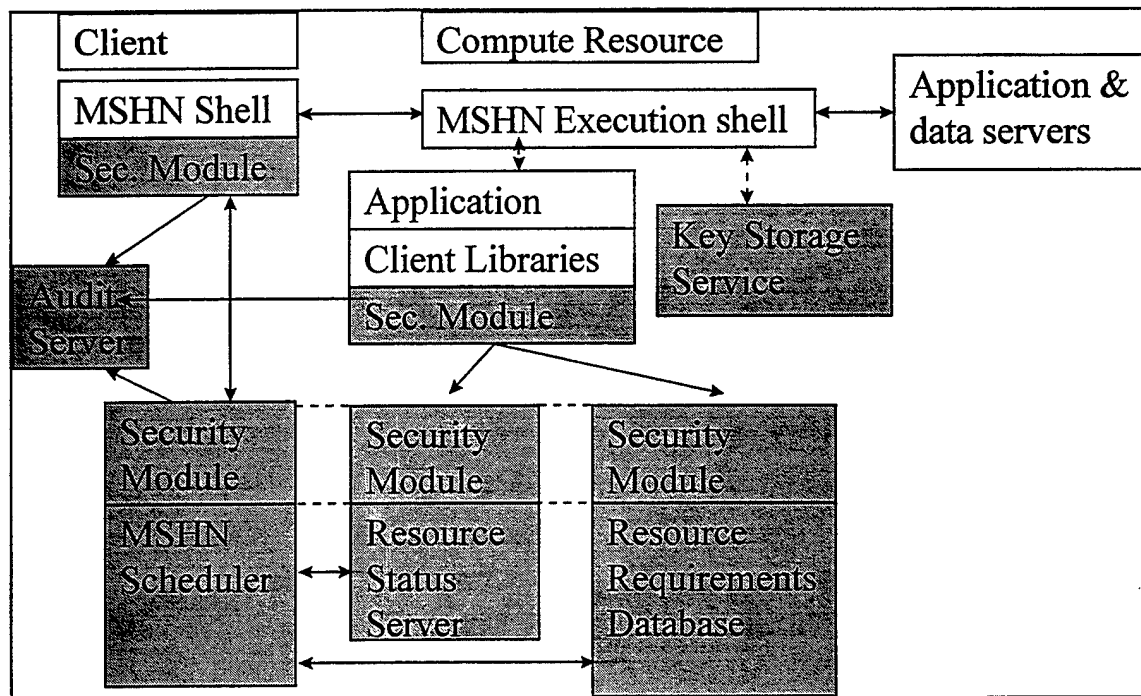 Client
Compute Resource
MSHN Shell
Sec. Module
MSHN Execution shell
Application &
data servers
Application
Client Libraries
Sec. Module
Key Storage
Service
Audit
Server
Security
Module
MSHN
Scheduler
Security
Module
Resource
Status
Server
Security
Module
Resource
Requirements
Database